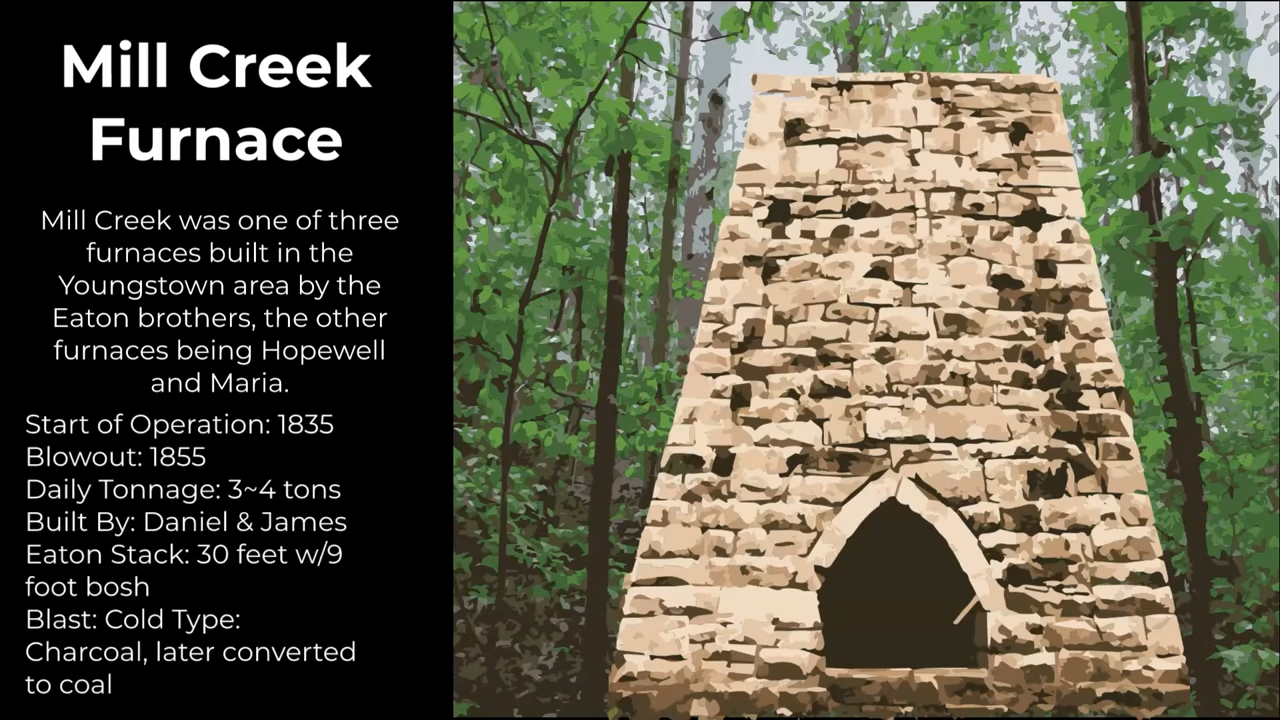 Mill Creek
Furnace
Mill Creek was one of three
furnaces built in the
Youngstown area by the
Eaton brothers, the other
furnaces being Hopewell
and Maria.
Start of Operation: 1835
Blowout: 1855
Daily Tonnage: 3~4 tons
Built By: Daniel & James
Eaton Stack: 30 feet w/9
foot bosh
Blast: Cold Type:
Charcoal, later converted
to coal